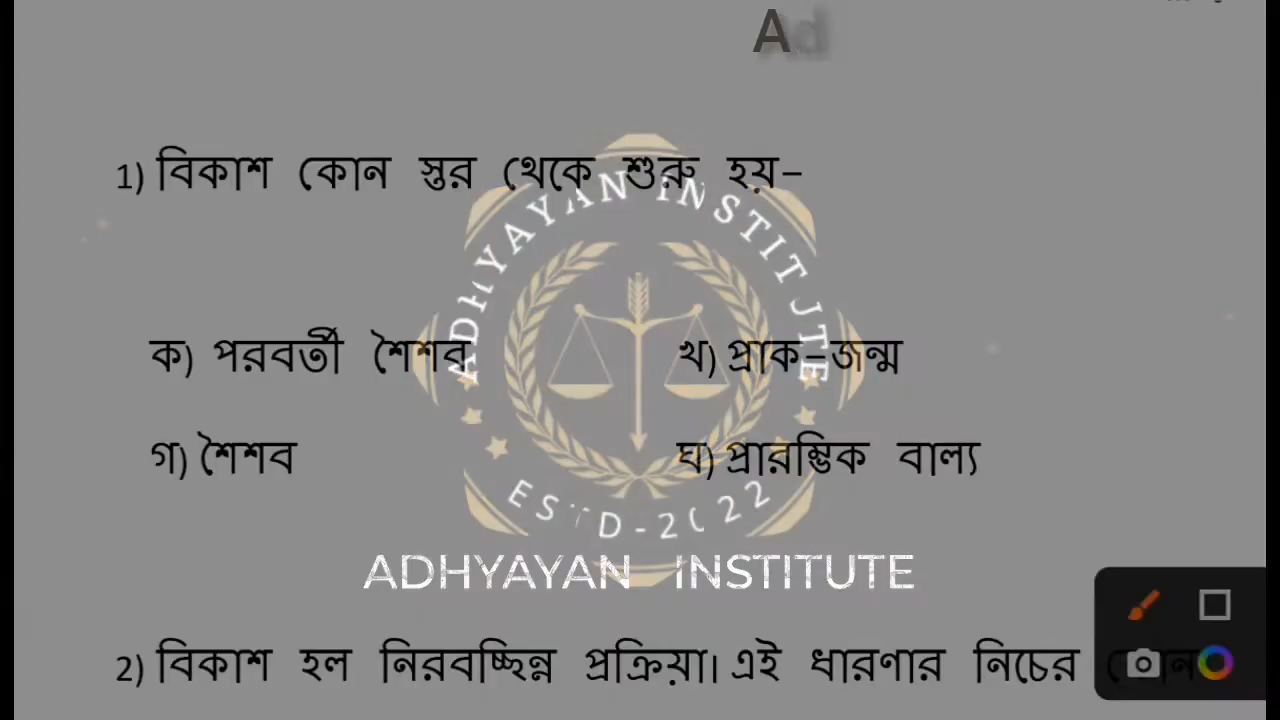 A
1) বিকাশ কোন স্তর থেকে শুরু হয়–
ADHYAYAN INSTITUTE
ক) পরবর্তী শৈশব খ) প্রাক–জন্ম
গ) শৈশব ঘ) প্রারম্ভিক বাল্য
ESTD-2022
ADHYAYAN INSTITUTE
2) বিকাশ হল নিরবচ্ছিন্ন প্রক্রিয়া। এই ধারণার নিচের